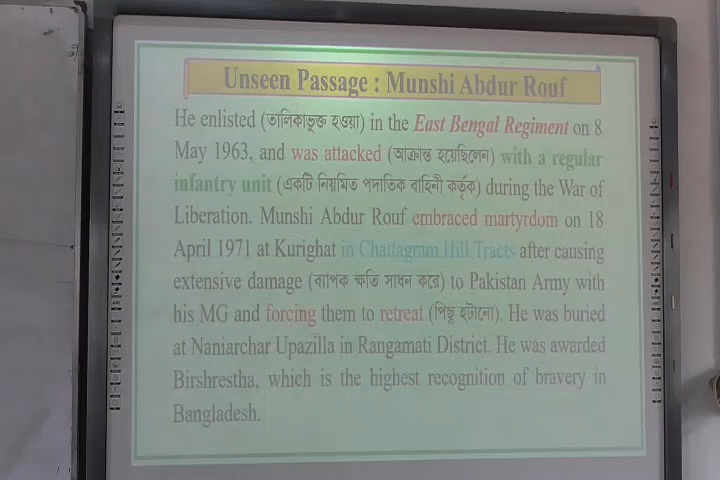 Unseen Passage : Munshi Abdur Rouf
He enlisted (তালিকাভুক্ত হওয়া) in the East Bengal Regiment on 8
May 1963, and was attacked (আক্রান্ত হয়েছিলেন) with a regular
infantry unit (একটি নিয়মিত পদাতিক বাহিনী কর্তৃক) during the War of
Liberation. Munshi Abdur Rouf embraced martyrdom on 18
April 1971 at Kurighat in Chattagram Hill Tracts after causing
extensive damage (ব্যাপক ক্ষতি সাধন করে) to Pakistan Army with
his MG and forcing them to retreat (পিছু হটানো). He was buried
at Naniarchar Upazilla in Rangamati District. He was awarded
Birshrestha, which is the highest recognition of bravery in
Bangladesh.